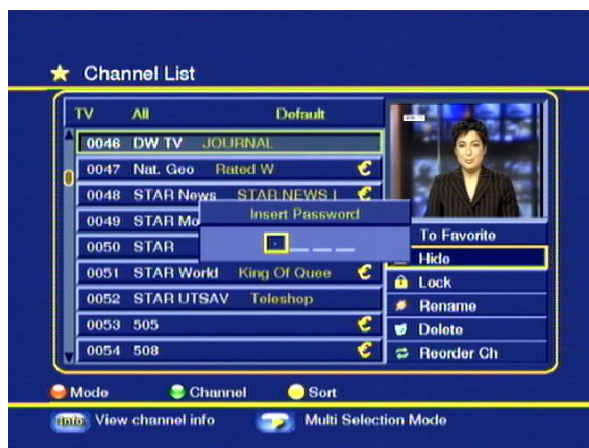 Channel List
TV All Default
0046 DW TV JOURNAL
0047 Nat. Geo Rated W €
0048 STAR News STAR NEWS I €
0049 STAR Mo
0050 STAR
0051 STAR World King Of Quee €
0052 STAR UTSAV Teleshop
0053 505 €
0054 508 €
Insert Password
To Favorite
Hide
Lock
Rename
Delete
Reorder Ch
Mode Channel Sort
Info View channel info Multi Selection Mode